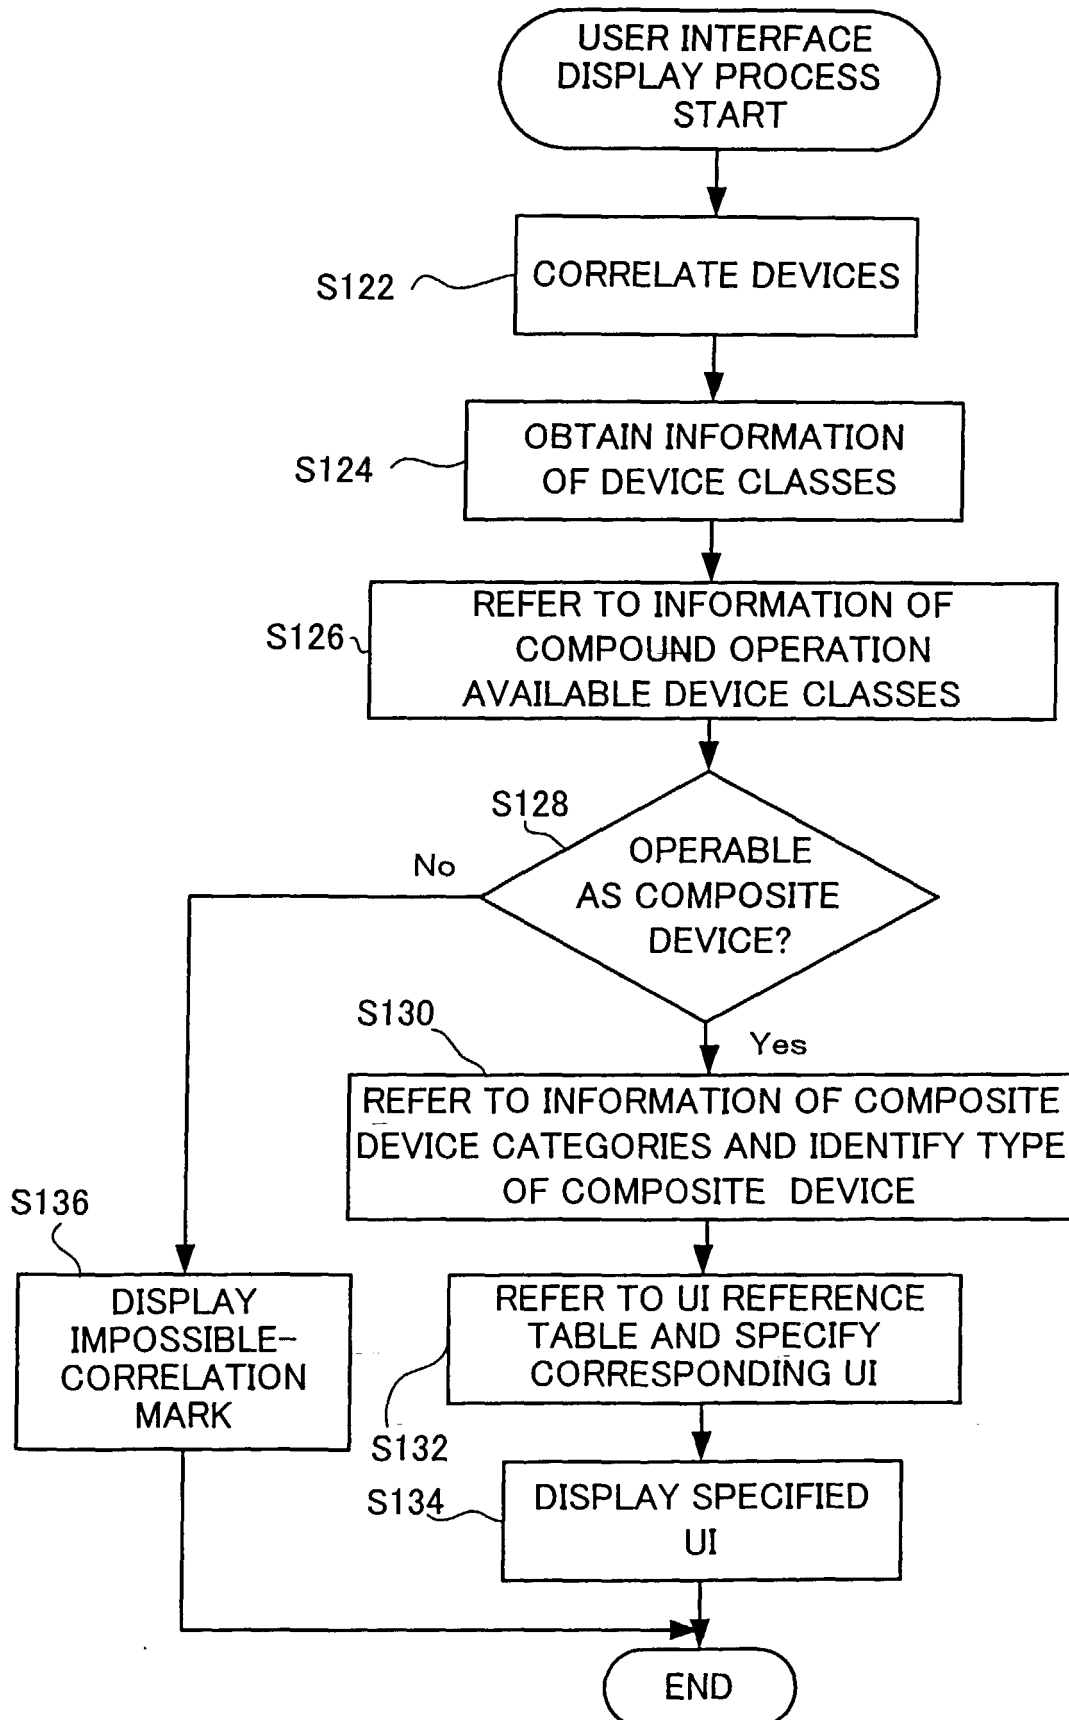 USER INTERFACE
DISPLAY PROCESS
START
S122
CORRELATE DEVICES
S124
OBTAIN INFORMATION
OF DEVICE CLASSES
S126
REFER TO INFORMATION OF
COMPOUND OPERATION
AVAILABLE DEVICE CLASSES
S128
No
OPERABLE
AS COMPOSITE
DEVICE?
S130
Yes
REFER TO INFORMATION OF COMPOSITE
DEVICE CATEGORIES AND IDENTIFY TYPE
OF COMPOSITE DEVICE
S136
DISPLAY
IMPOSSIBLE-
CORRELATION
MARK
REFER TO UI REFERENCE
TABLE AND SPECIFY
CORRESPONDING UI
S132
S134
DISPLAY SPECIFIED
UI
END